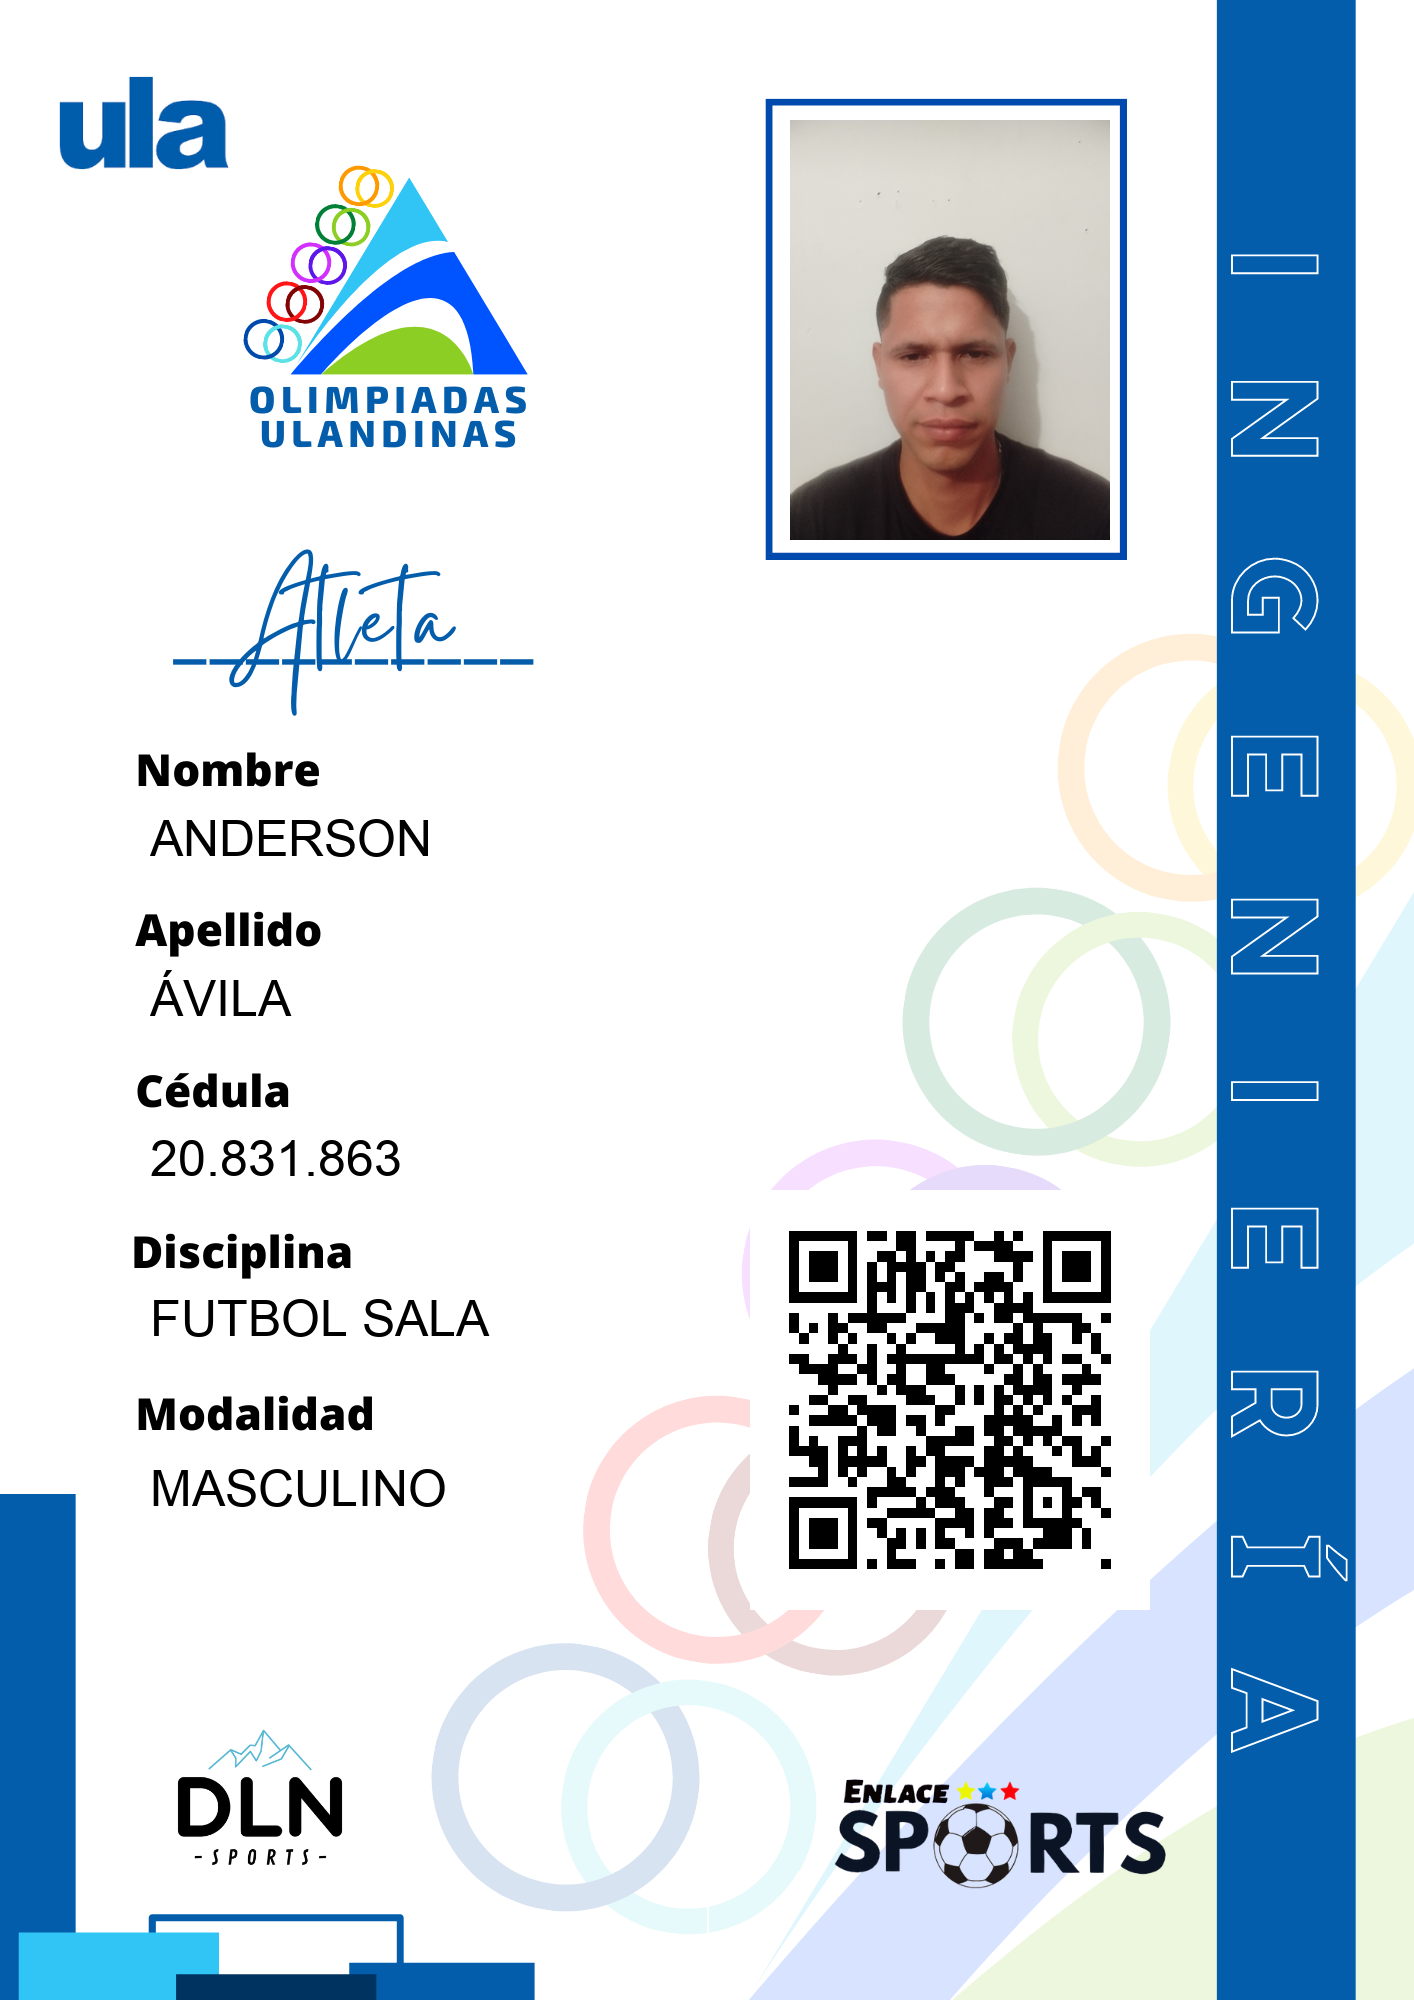 ula
OLIMPIADAS
ULANDINAS
Atleta
Nombre
ANDERSON
Apellido
ÁVILA
Cédula
20.831.863
Disciplina
FUTBOL SALA
Modalidad
MASCULINO
INGENIERÍA
DLN
-SPORTS-
ENLACE
SPORTS